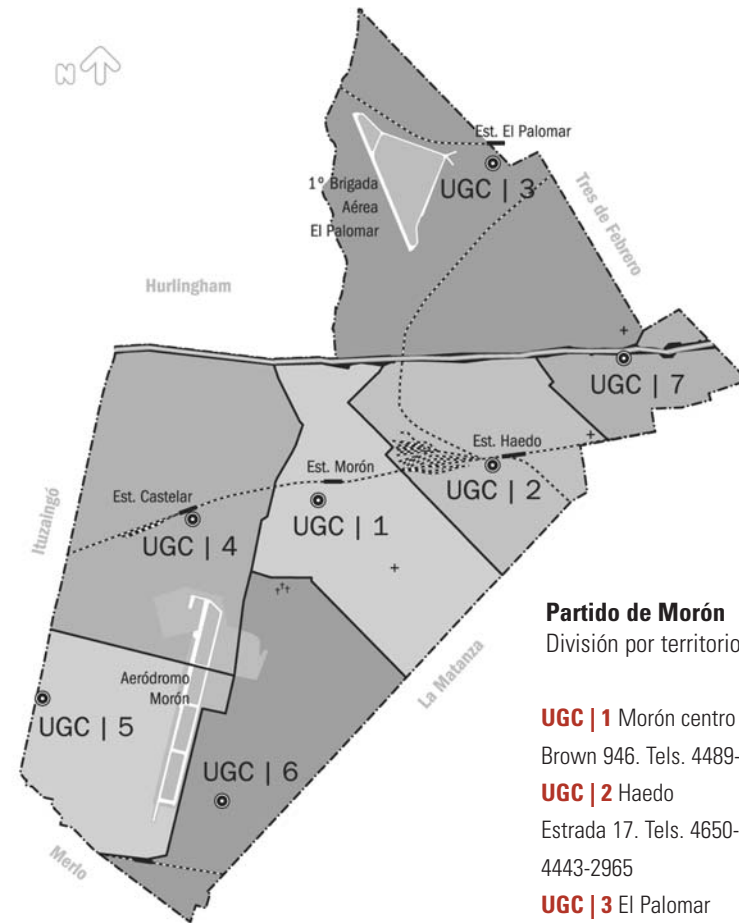 N
Est. El Palomar
UGC | 3
1° Brigada
Aérea
El Palomar
Tres de Febrero
Hurlingham
UGC | 7
Est. Haedo
UGC | 2
Est. Morón
UGC | 1
Est. Castelar
UGC | 4
Ituzaingó
La Matanza
Aeródromo
Morón
UGC | 5
UGC | 6
Merlo
Partido de Morón
División por territorio
UGC | 1 Morón centro
Brown 946. Tels. 4489-
UGC | 2 Haedo
Estrada 17. Tels. 4650-
4443-2965
UGC | 3 El Palomar